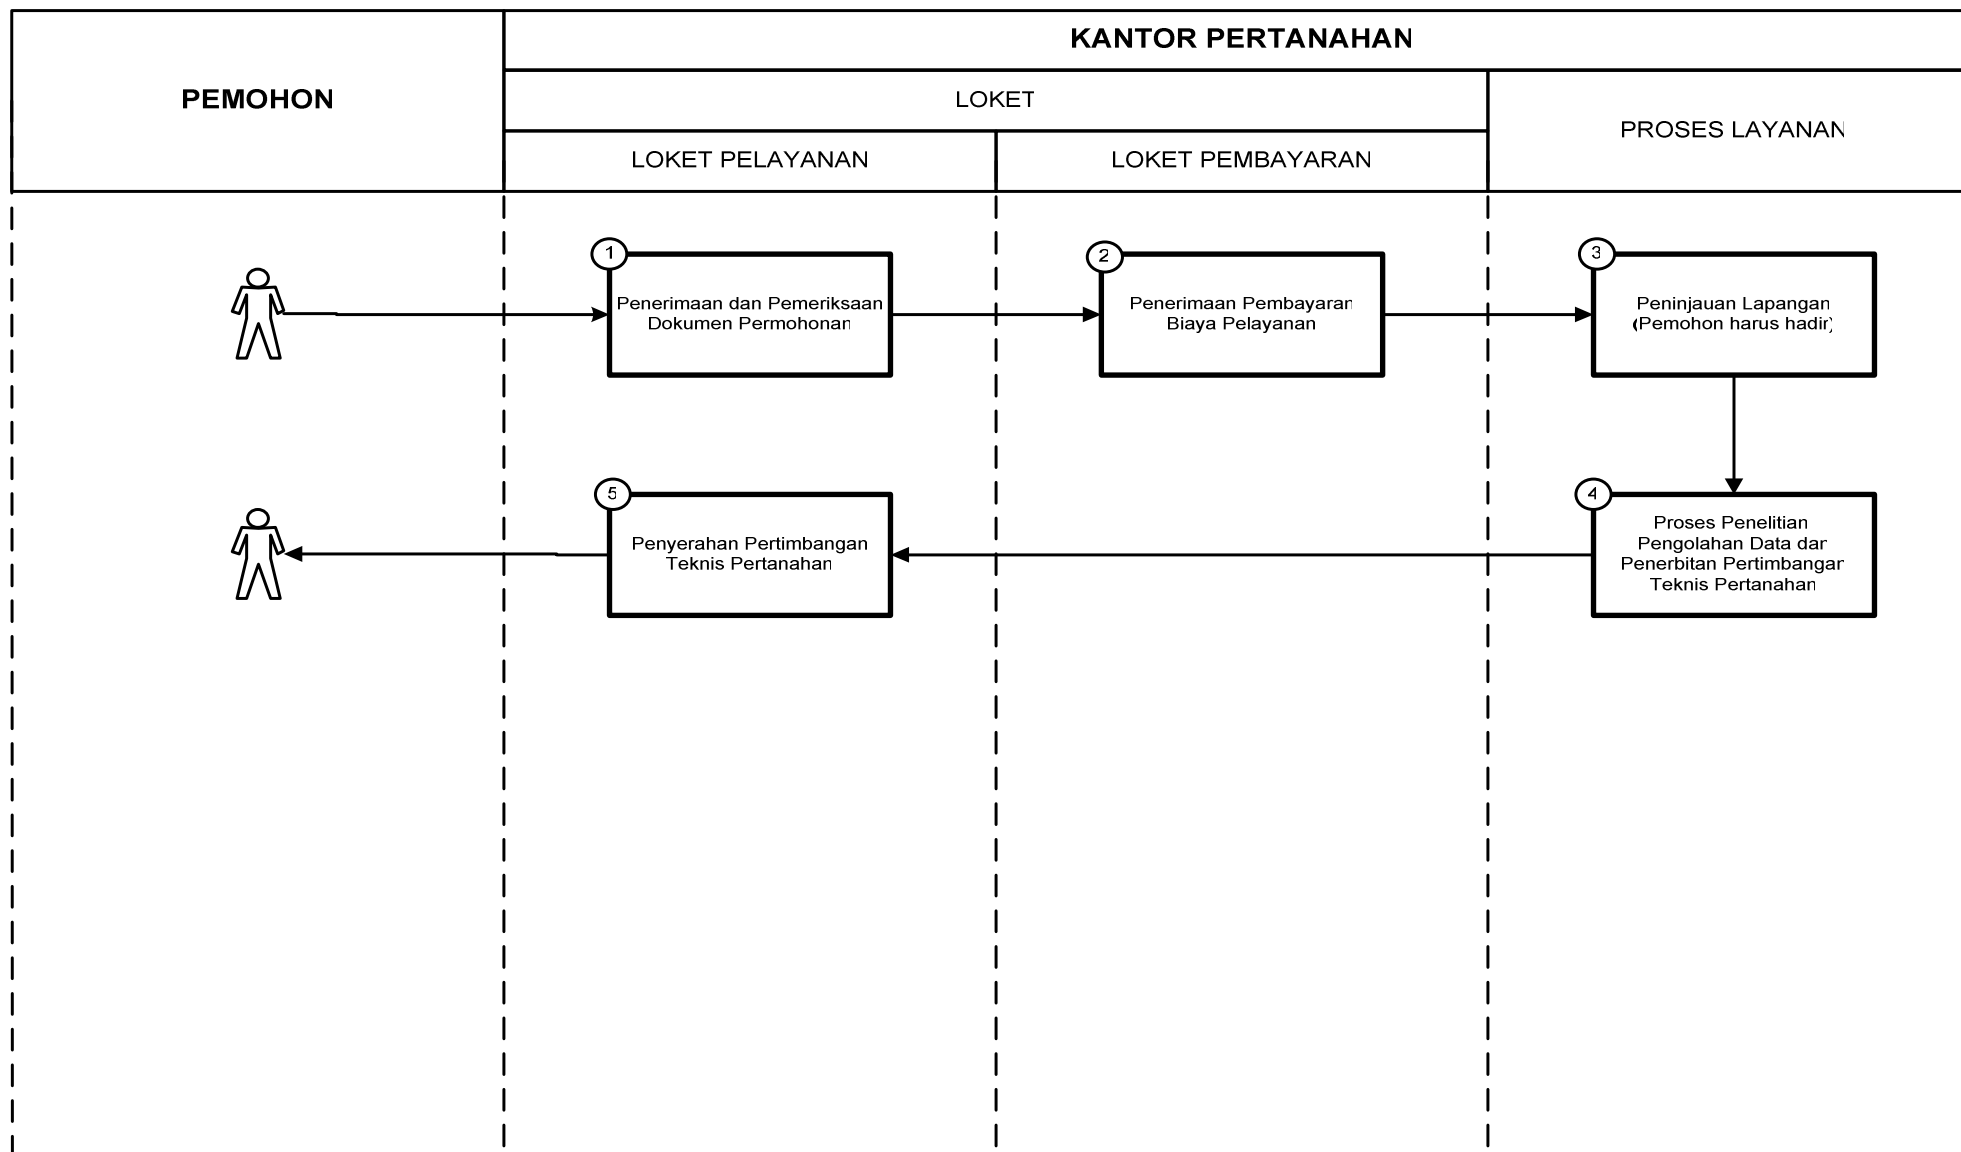 KANTOR PERTANAHAN
PEMOHON
LOKET
PROSES LAYANAN
LOKET PELAYANAN
LOKET PEMBAYARAN
1
Penerimaan dan Pemeriksaan
Dokumen Permohonan
2
Penerimaan Pembayaran
Biaya Pelayanan
3
Peninjauan Lapangan
(Pemohon harus hadir)
4
Proses Penelitian
Pengolahan Data dan
Penerbitan Pertimbangan
Teknis Pertanahan
5
Penyerahan Pertimbangan
Teknis Pertanahan